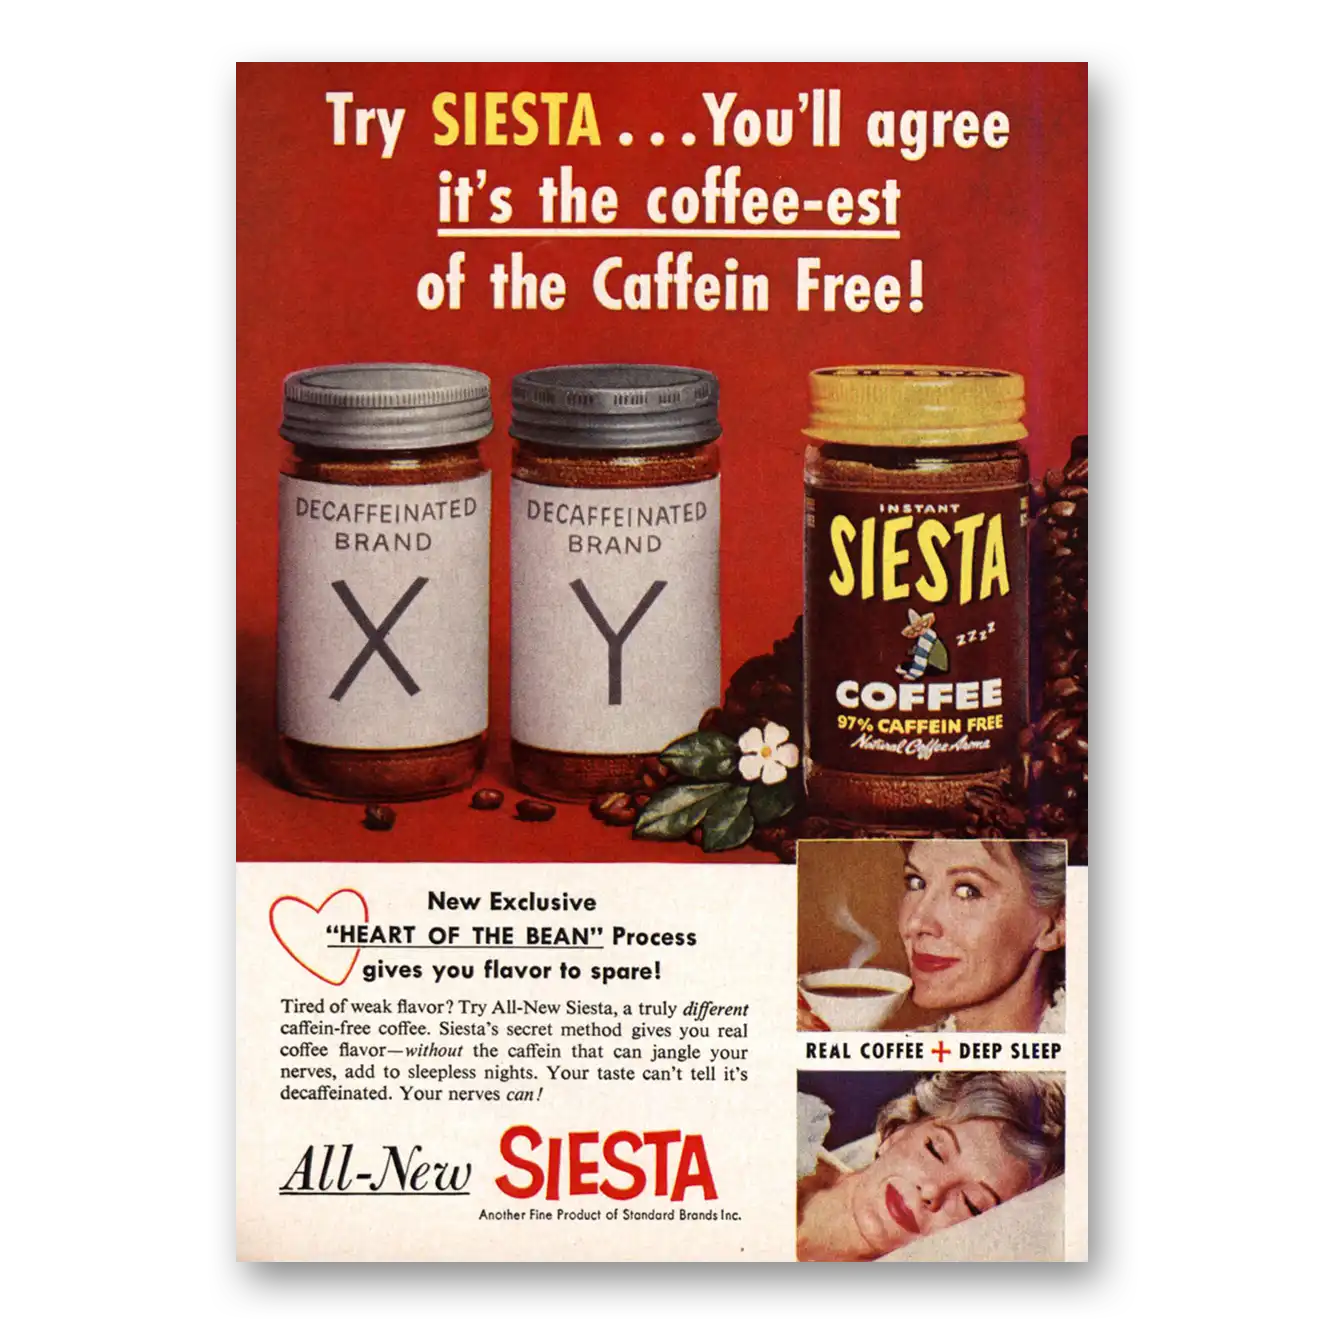 Try SIESTA...You'll agree
it's the coffee-est
of the Caffein Free!
DECAFFEINATED
BRAND
X
DECAFFEINATED
BRAND
Y
SIESTA
INSTANT
SIESTA
zzzz
COFFEE
97% CAFFEIN FREE
Natural Coffee Aroma
New Exclusive
"HEART OF THE BEAN" Process
gives you flavor to spare!
Tired of weak flavor? Try All-New Siesta, a truly different
caffein-free coffee. Siesta's secret method gives you real
coffee flavor—without the caffein that can jangle your
nerves, add to sleepless nights. Your taste can't tell it's
decaffeinated. Your nerves can!
REAL COFFEE + DEEP SLEEP
All-New SIESTA
Another Fine Product of Standard Brands Inc.